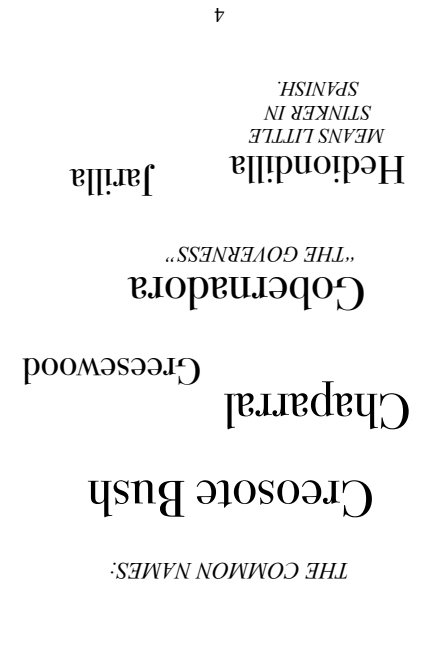 THE COMMON NAMES:
Creosote Bush
Chaparral
Greesewood
Gobernadora
"THE GOVERNESS"
Hediondilla
Jarilla
MEANS LITTLE
STINKER IN
SPANISH.
4